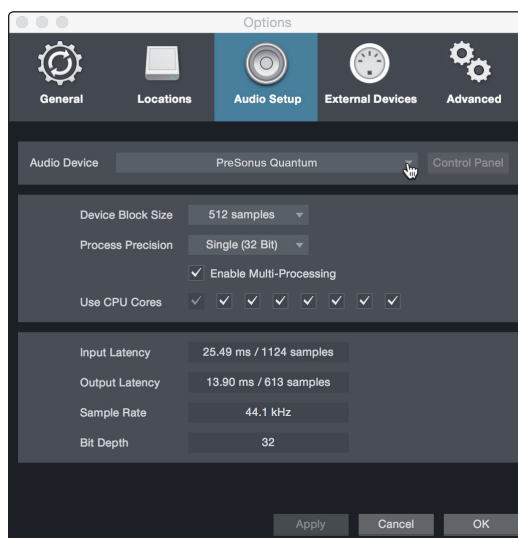 Options
General Locations Audio Setup External Devices Advanced
Audio Device PreSonus Quantum Control Panel
Device Block Size 512 samples
Process Precision Single (32 Bit)
Enable Multi-Processing
Use CPU Cores
Input Latency 25.49 ms / 1124 samples
Output Latency 13.90 ms / 613 samples
Sample Rate 44.1 kHz
Bit Depth 32
Apply Cancel OK